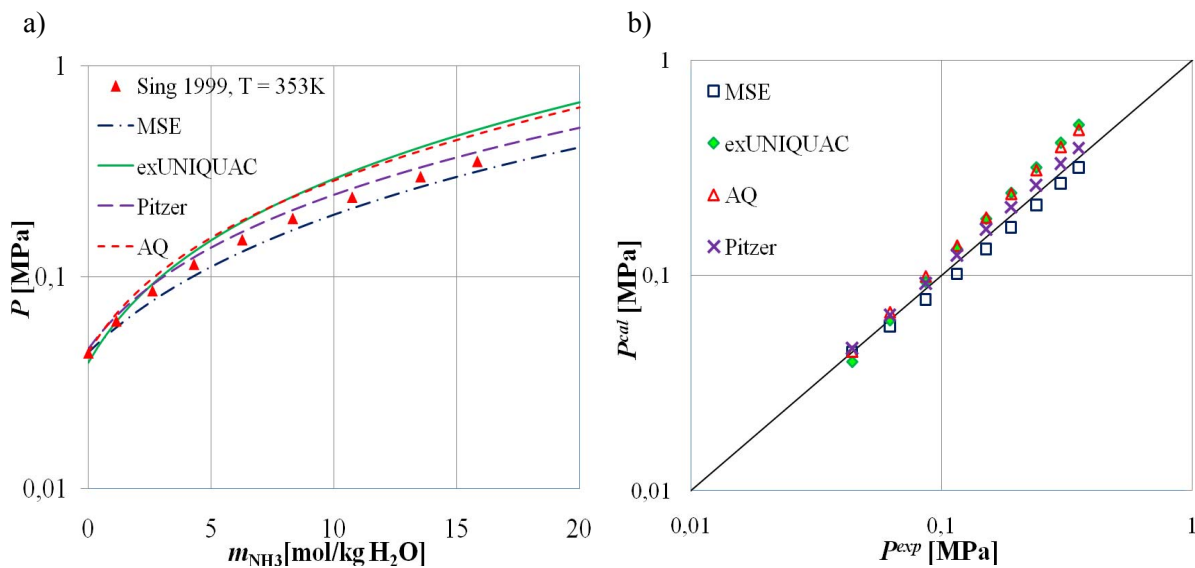 a)
1
0,1
0,01
P [MPa]
Sing 1999, T = 353K
MSE
exUNIQUAC
Pitzer
AQ
0
5
10
15
20
mNH3[mol/kg H2O]
b)
1
0,1
0,01
Pcal [MPa]
MSE
exUNIQUAC
AQ
Pitzer
0,01
0,1
1
Pexp [MPa]